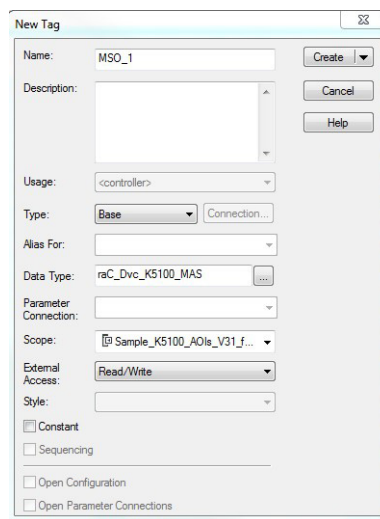 New Tag
Name: MSO_1 Create
Description: Cancel
Help
Usage: <controller>
Type: Base Connection...
Alias For:
Data Type: raC_Dvc_K5100_MAS ...
Parameter
Connection:
Scope: Sample_K5100_AOIs_V31_f...
External
Access: Read/Write
Style:
Constant
Sequencing
Open Configuration
Open Parameter Connections